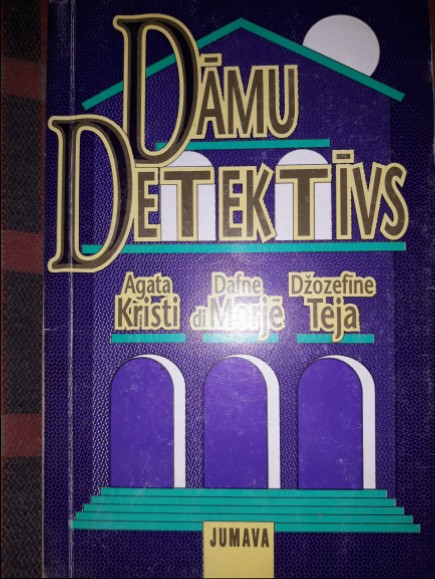 DĀMU
DETEKTĪVS
Agata Kristi
Dafne di Morjē
Džozefīne Teja
JUMAVA